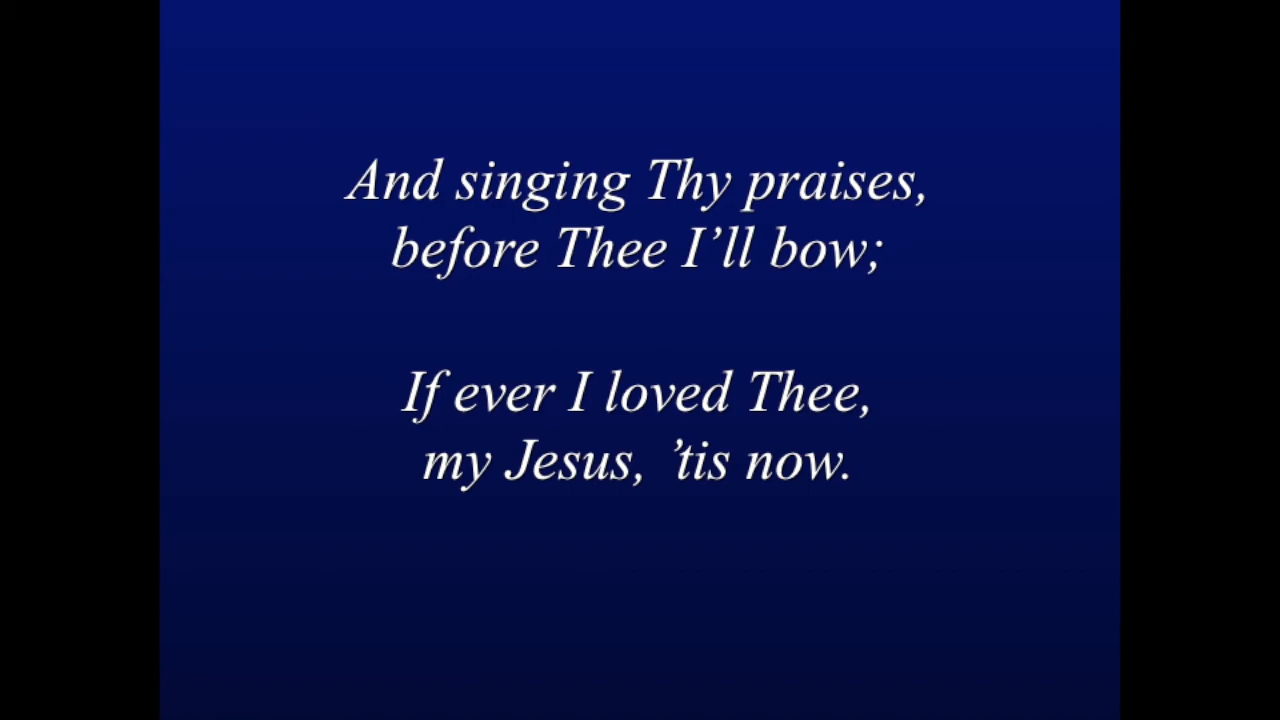 And singing Thy praises,
before Thee I’ll bow;
If ever I loved Thee,
my Jesus, ’tis now.